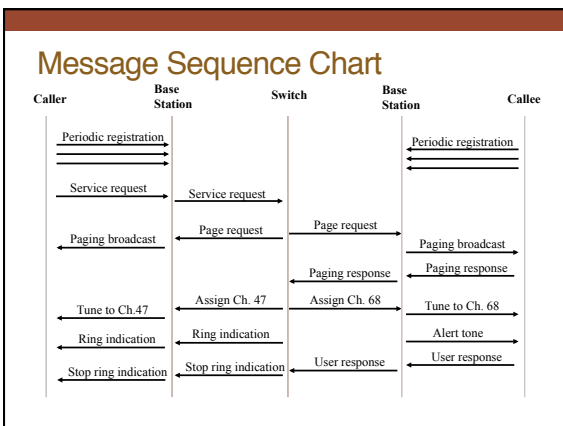 Message Sequence Chart
Caller
Base
Station
Switch
Base
Station
Callee
Periodic registration
Periodic registration
Service request
Service request
Page request
Page request
Paging broadcast
Paging broadcast
Paging response
Paging response
Assign Ch. 47
Assign Ch. 68
Tune to Ch.47
Tune to Ch. 68
Ring indication
Ring indication
Alert tone
User response
User response
Stop ring indication
Stop ring indication